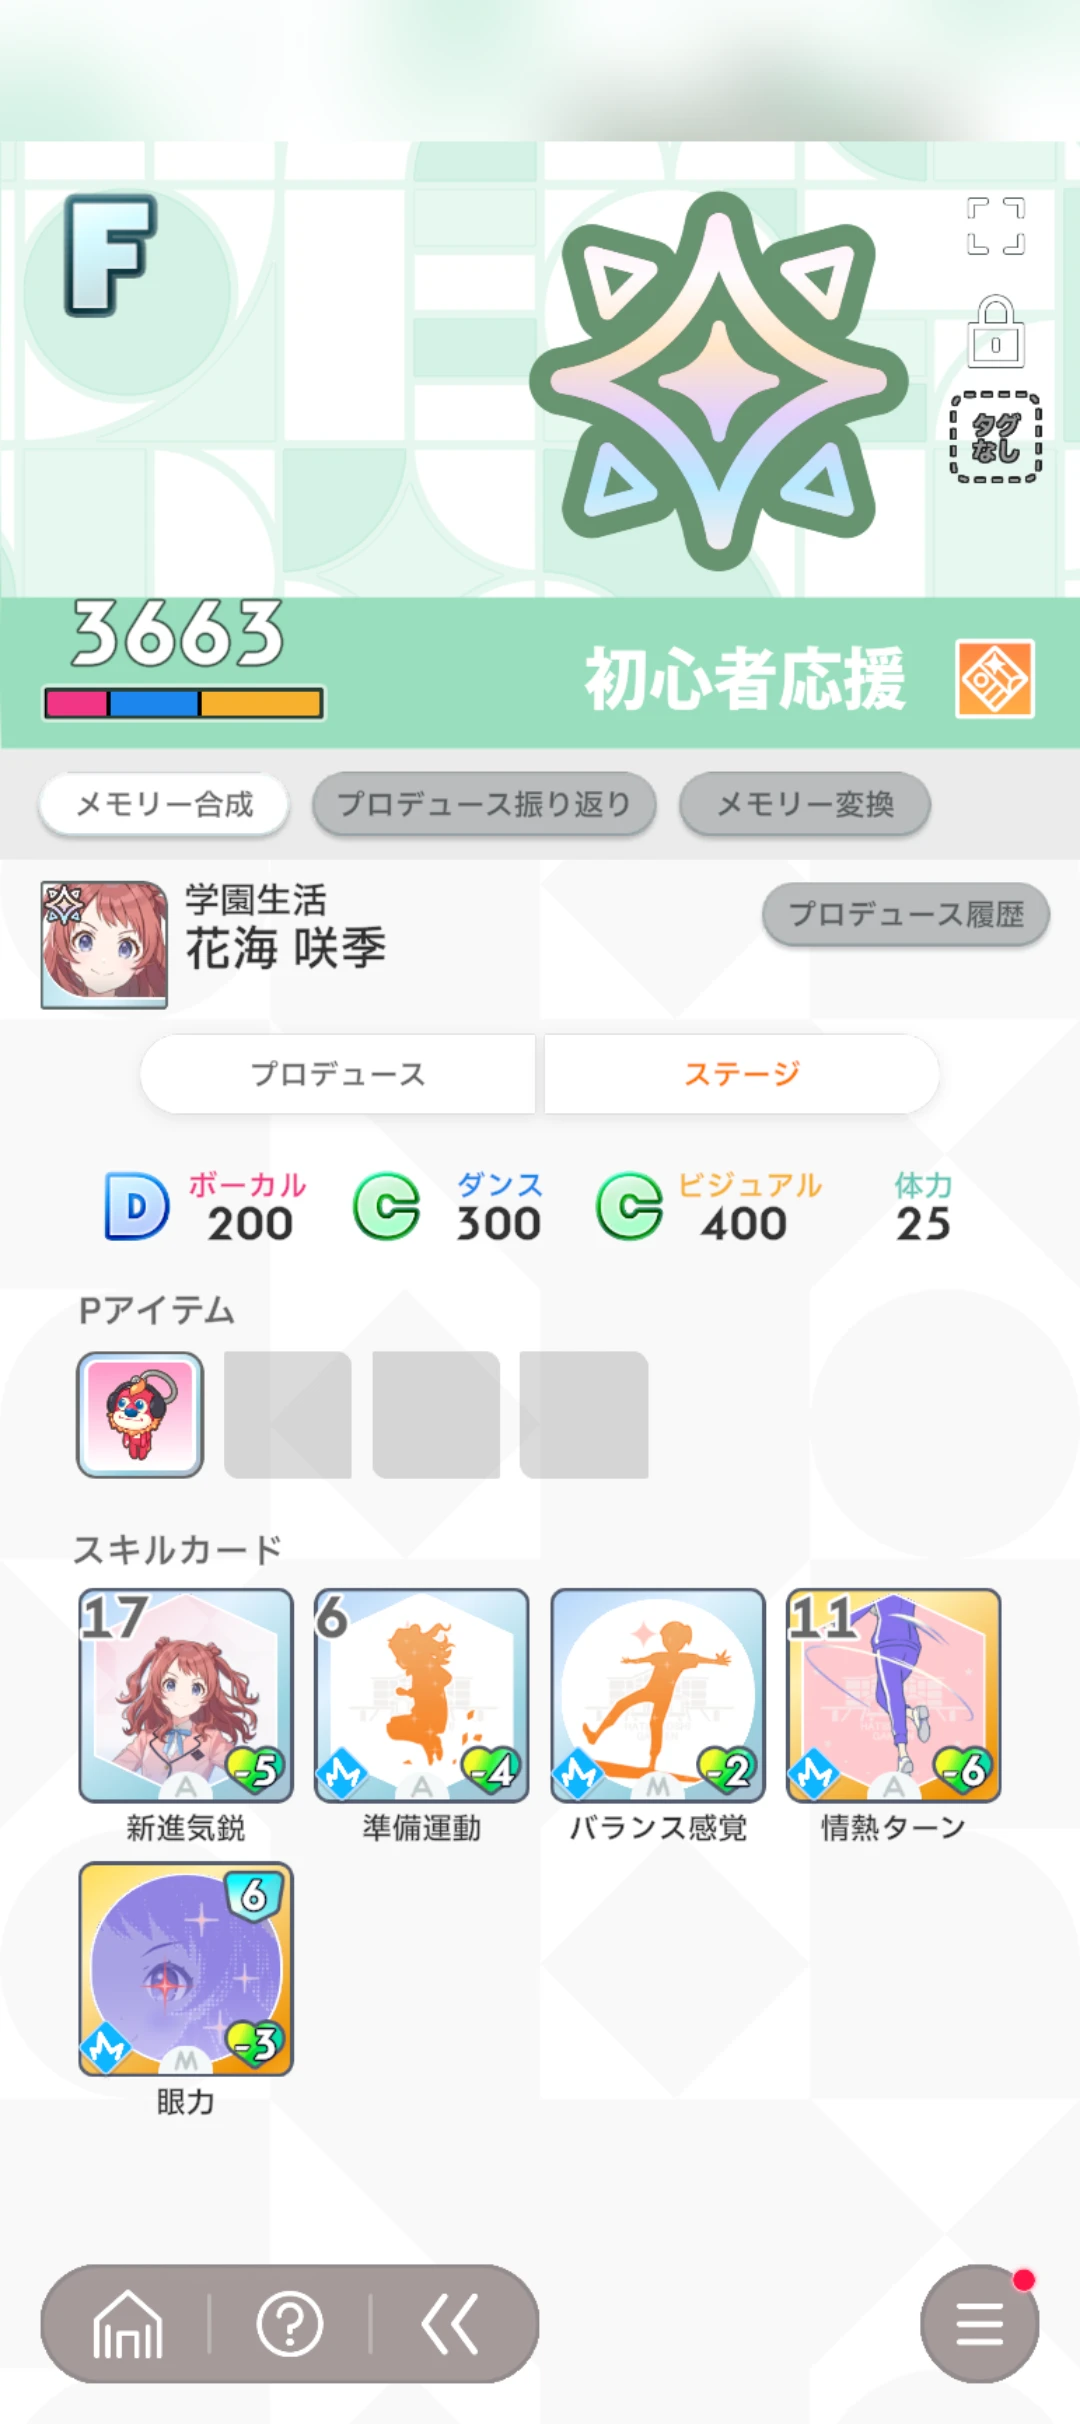 F
タグ
なし
3663
初心者応援
メモリー合成
プロデュース振り返り
メモリー変換
学園生活
花海 咲季
プロデュース履歴
プロデュース
ステージ
D ボーカル 200
C ダンス 300
C ビジュアル 400
体力 25
Pアイテム
スキルカード
17 A -5
6 M A -4
M M -2
11 M A -6
新進気鋭
準備運動
バランス感覚
情熱ターン
6 M M -3
眼力